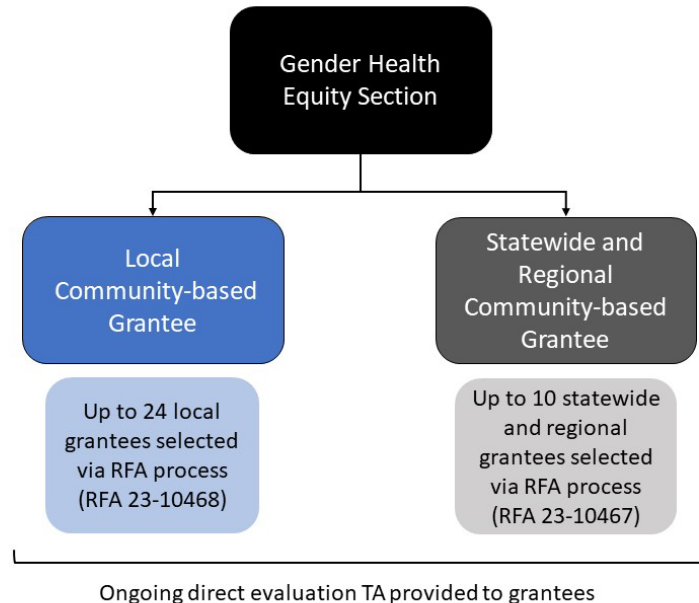 Gender Health
Equity Section
Local
Community-based
Grantee
Statewide and
Regional
Community-based
Grantee
Up to 24 local
grantees selected
via RFA process
(RFA 23-10468)
Up to 10 statewide
and regional
grantees selected
via RFA process
(RFA 23-10467)
Ongoing direct evaluation TA provided to grantees